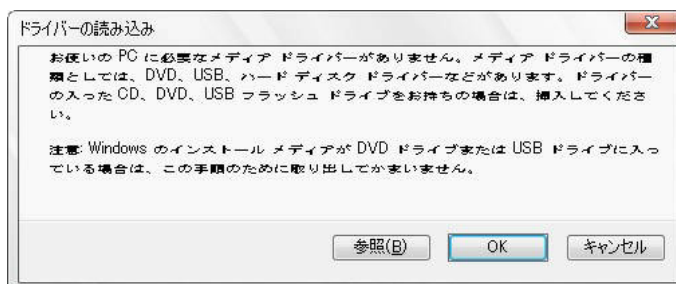 ドライバーの読み込み
お使いの PC に必要なメディア ドライバーがありません。メディア ドライバーの種
類としては、DVD、USB、ハード ディスク ドライバーなどがあります。ドライバー
の入った CD、DVD、USB フラッシュ ドライブをお持ちの場合は、挿入してくださ
い。
注意: Windows のインストール メディアが DVD ドライブまたは USB ドライブに入っ
ている場合は、この手順のために取り出してかまいません。
参照(B)
OK
キャンセル